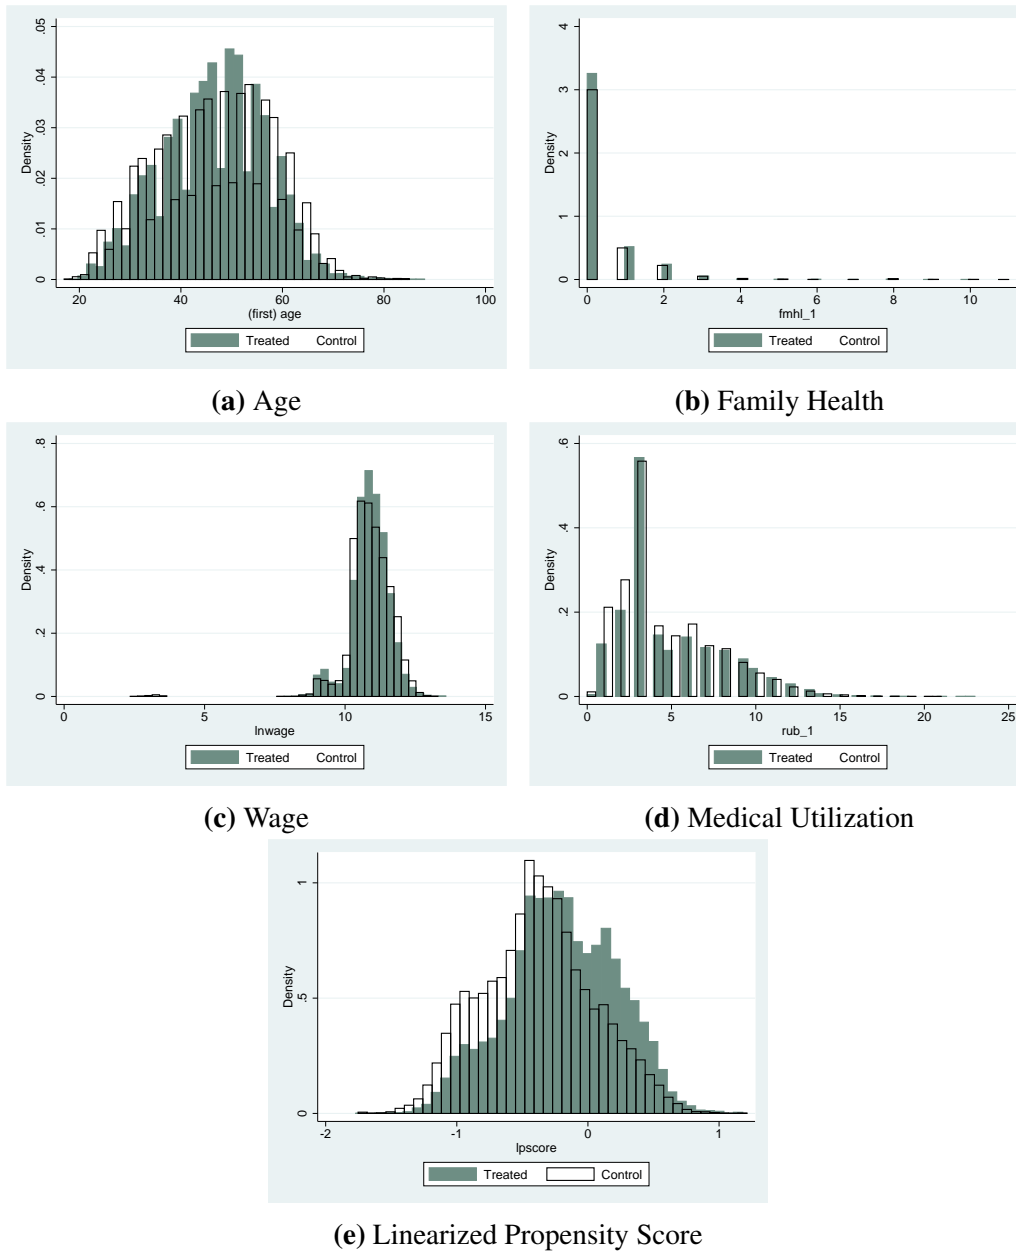 .05
.04
.03
.02
.01
0
Density
20 40 60 80 100
(first) age
Treated Control
(a) Age
4
3
2
1
0
Density
0 2 4 6 8 10
fmhl_1
Treated Control
(b) Family Health
.8
.6
.4
.2
0
Density
0 5 10 15
lnwage
Treated Control
(c) Wage
.6
.4
.2
0
Density
0 5 10 15 20 25
rub_1
Treated Control
(d) Medical Utilization
1
.5
0
Density
-2 -1 0 1
lpscore
Treated Control
(e) Linearized Propensity Score